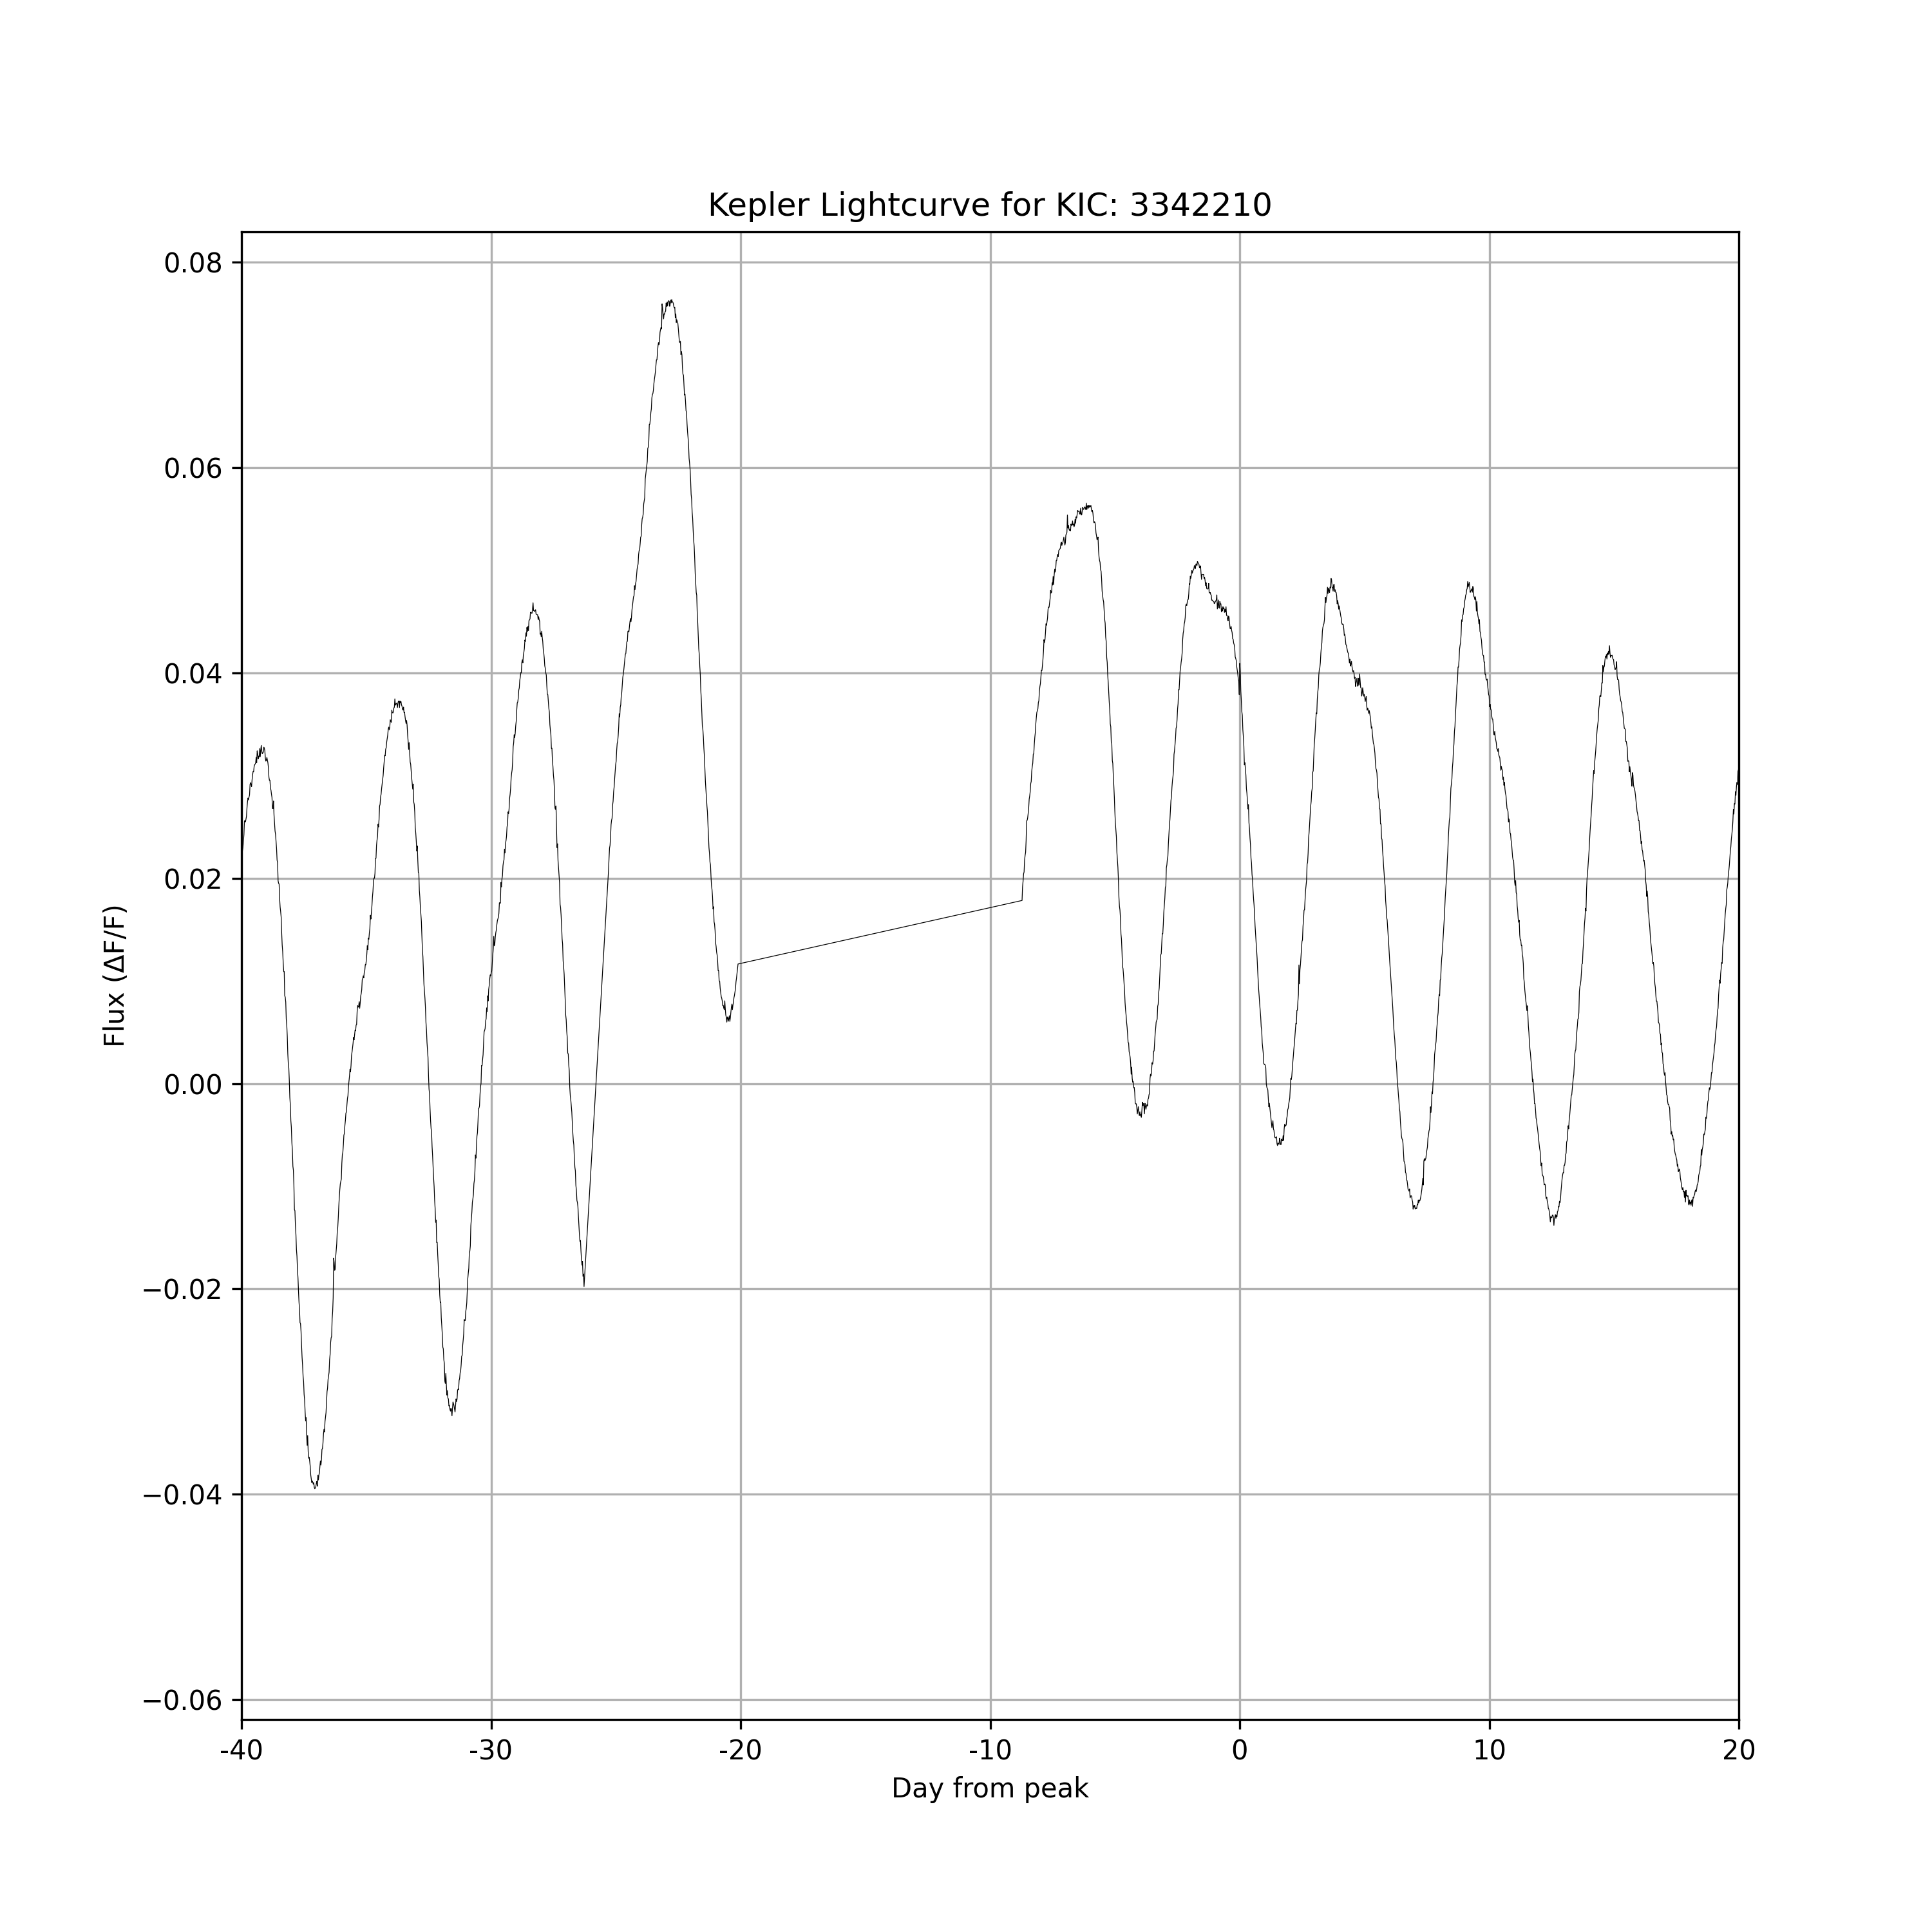 Kepler Lightcurve for KIC: 3342210
0.08
0.06
0.04
0.02
0.00
−0.02
−0.04
−0.06
Flux (ΔF/F)
-40 -30 -20 -10 0 10 20
Day from peak